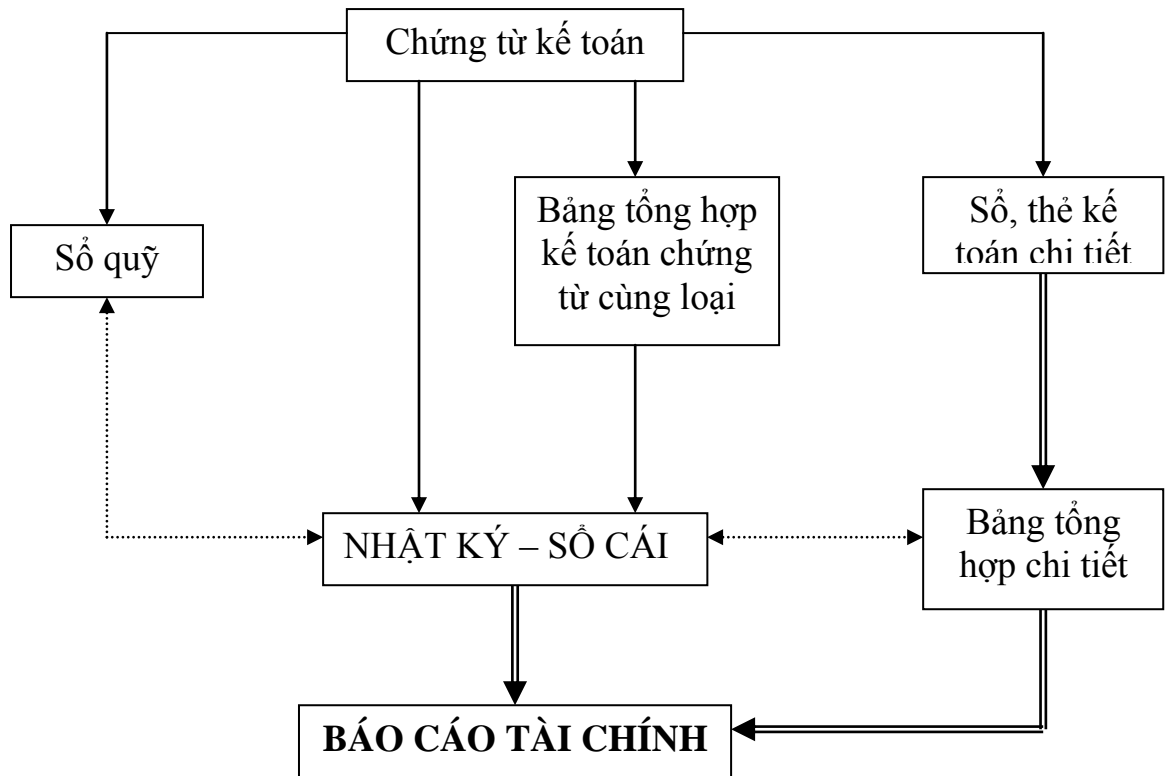 Chứng từ kế toán
Sổ quỹ
Bảng tổng hợp
kế toán chứng
từ cùng loại
Sổ, thẻ kế
toán chi tiết
NHẬT KÝ – SỔ CÁI
Bảng tổng
hợp chi tiết
BÁO CÁO TÀI CHÍNH